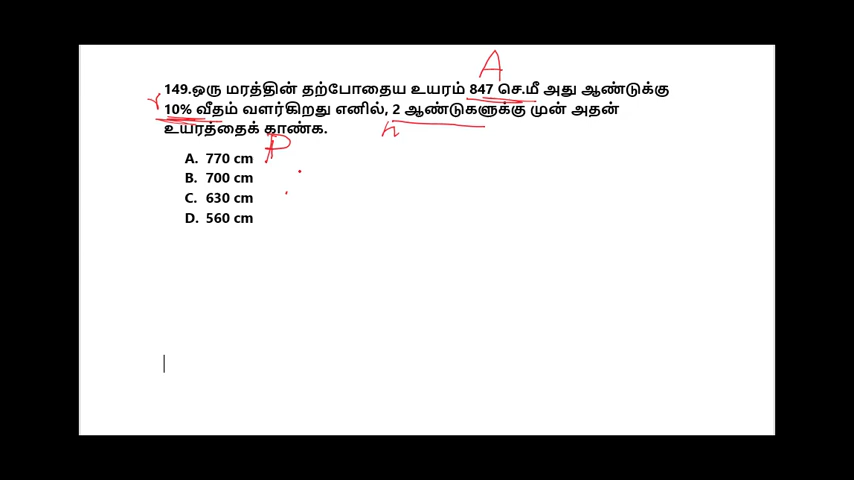 A
149.ஒரு மரத்தின் தற்போதைய உயரம் 847 செ.மீ அது ஆண்டுக்கு
r
10% வீதம் வளர்கிறது எனில், 2 ஆண்டுகளுக்கு முன் அதன்
உயரத்தைக் காண்க.
n
P
A. 770 cm
B. 700 cm
C. 630 cm
D. 560 cm